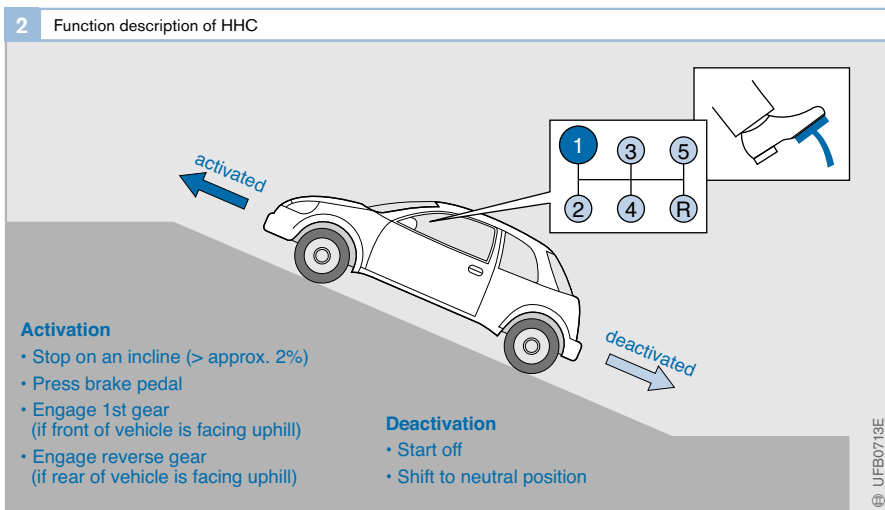 2 Function description of HHC
activated
1 3 5
2 4 R
deactivated
Activation
• Stop on an incline (> approx. 2%)
• Press brake pedal
• Engage 1st gear
(if front of vehicle is facing uphill)
• Engage reverse gear
(if rear of vehicle is facing uphill)
Deactivation
• Start off
• Shift to neutral position
UFB0713E